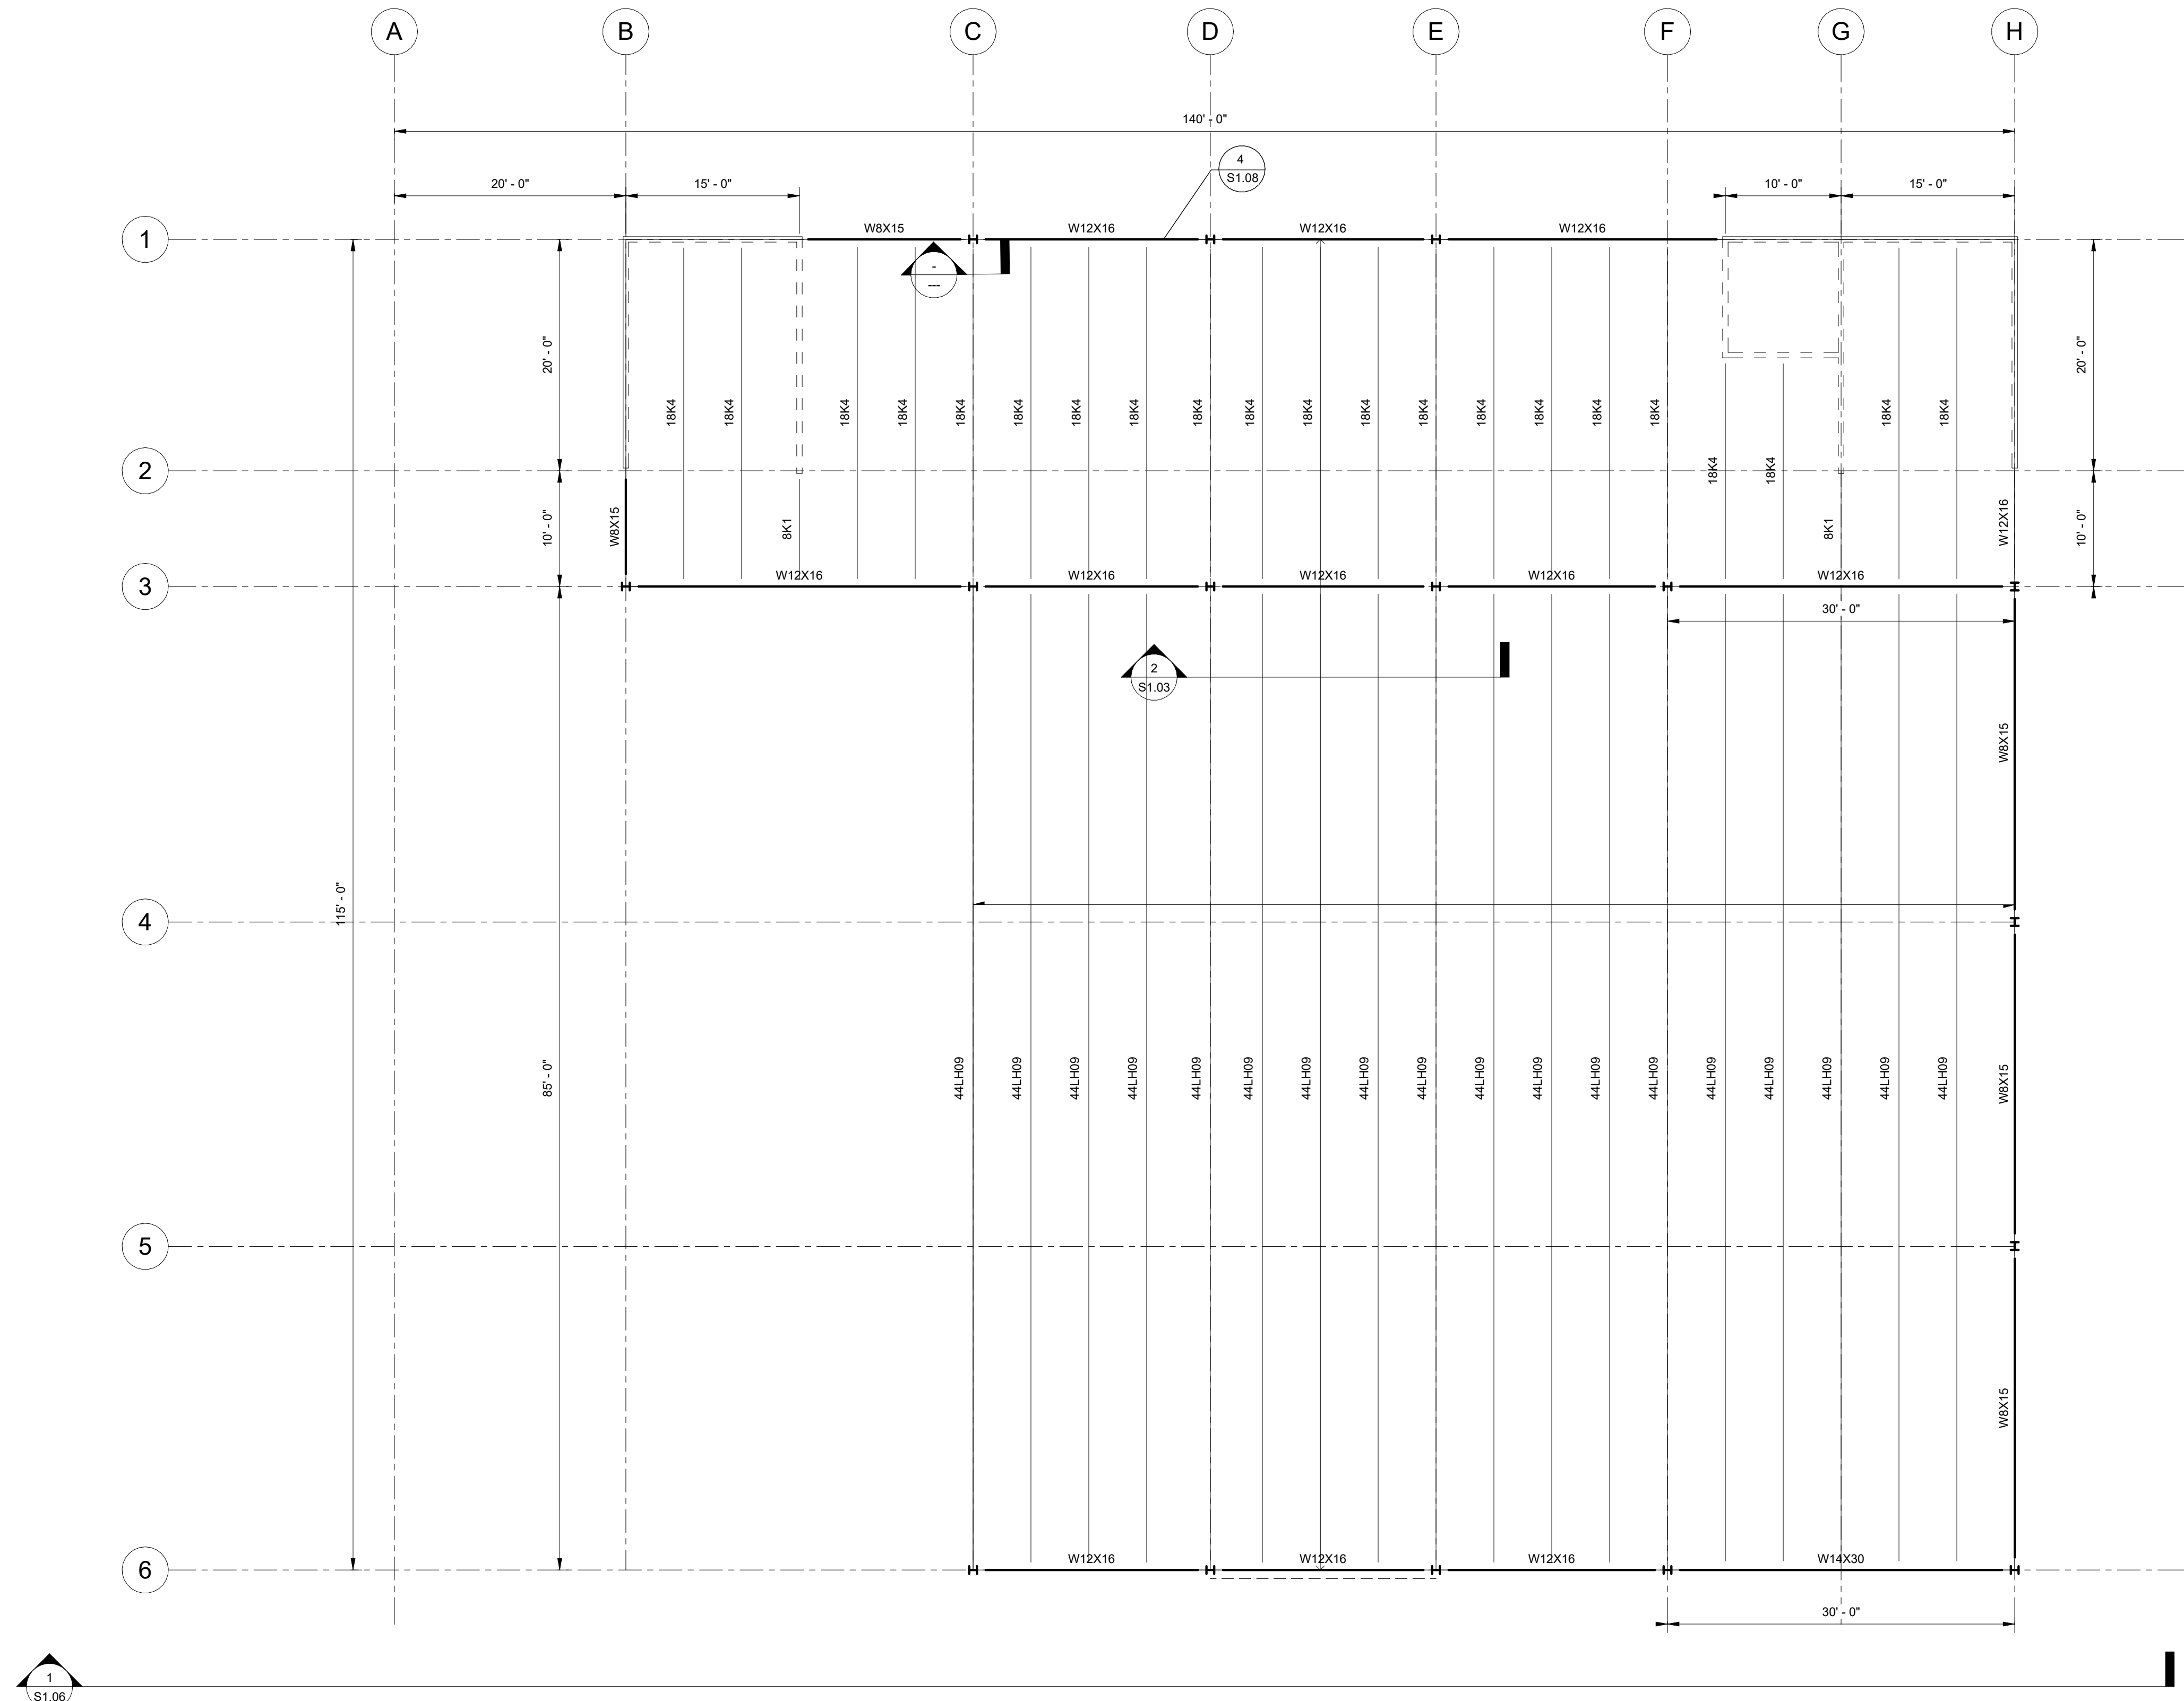 A B C D E F G H
140' - 0"
4
S1.08
20' - 0" 15' - 0" 10' - 0" 15' - 0"
1
W8X15 W12X16 W12X16 W12X16
-
---
20' - 0" 20' - 0"
18K4 18K4 18K4 18K4 18K4 18K4 18K4 18K4 18K4 18K4 18K4 18K4 18K4 18K4 18K4 18K4 18K4 18K4 18K4
18K4 18K4
2
10' - 0" W8X15 8K1 8K1 W12X16 10' - 0"
W12X16 W12X16 W12X16 W12X16 W12X16
3
30' - 0"
2
S1.03
W8X15
115' - 0"
4
85' - 0"
44LH09 44LH09 44LH09 44LH09 44LH09 44LH09 44LH09 44LH09 44LH09 44LH09 44LH09 44LH09 44LH09 44LH09 44LH09 44LH09 44LH09 44LH09
W8X15
5
W8X15
W12X16 W12X16 W12X16 W14X30
6
30' - 0"
1
S1.06